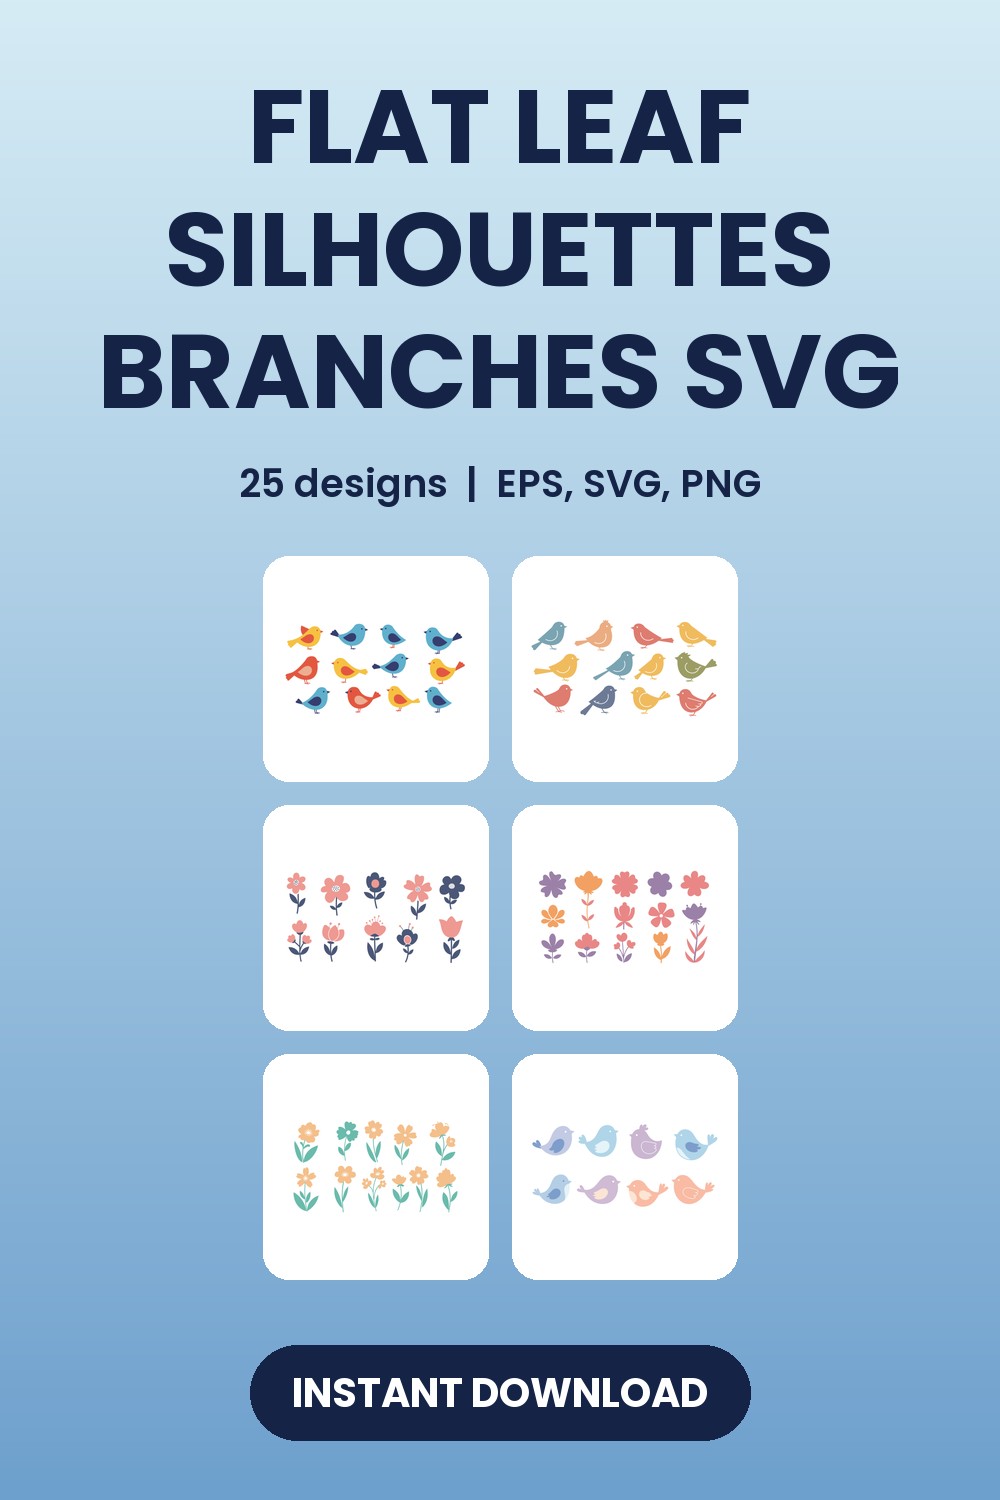 FLAT LEAF
SILHOUETTES
BRANCHES SVG
25 designs | EPS, SVG, PNG
INSTANT DOWNLOAD